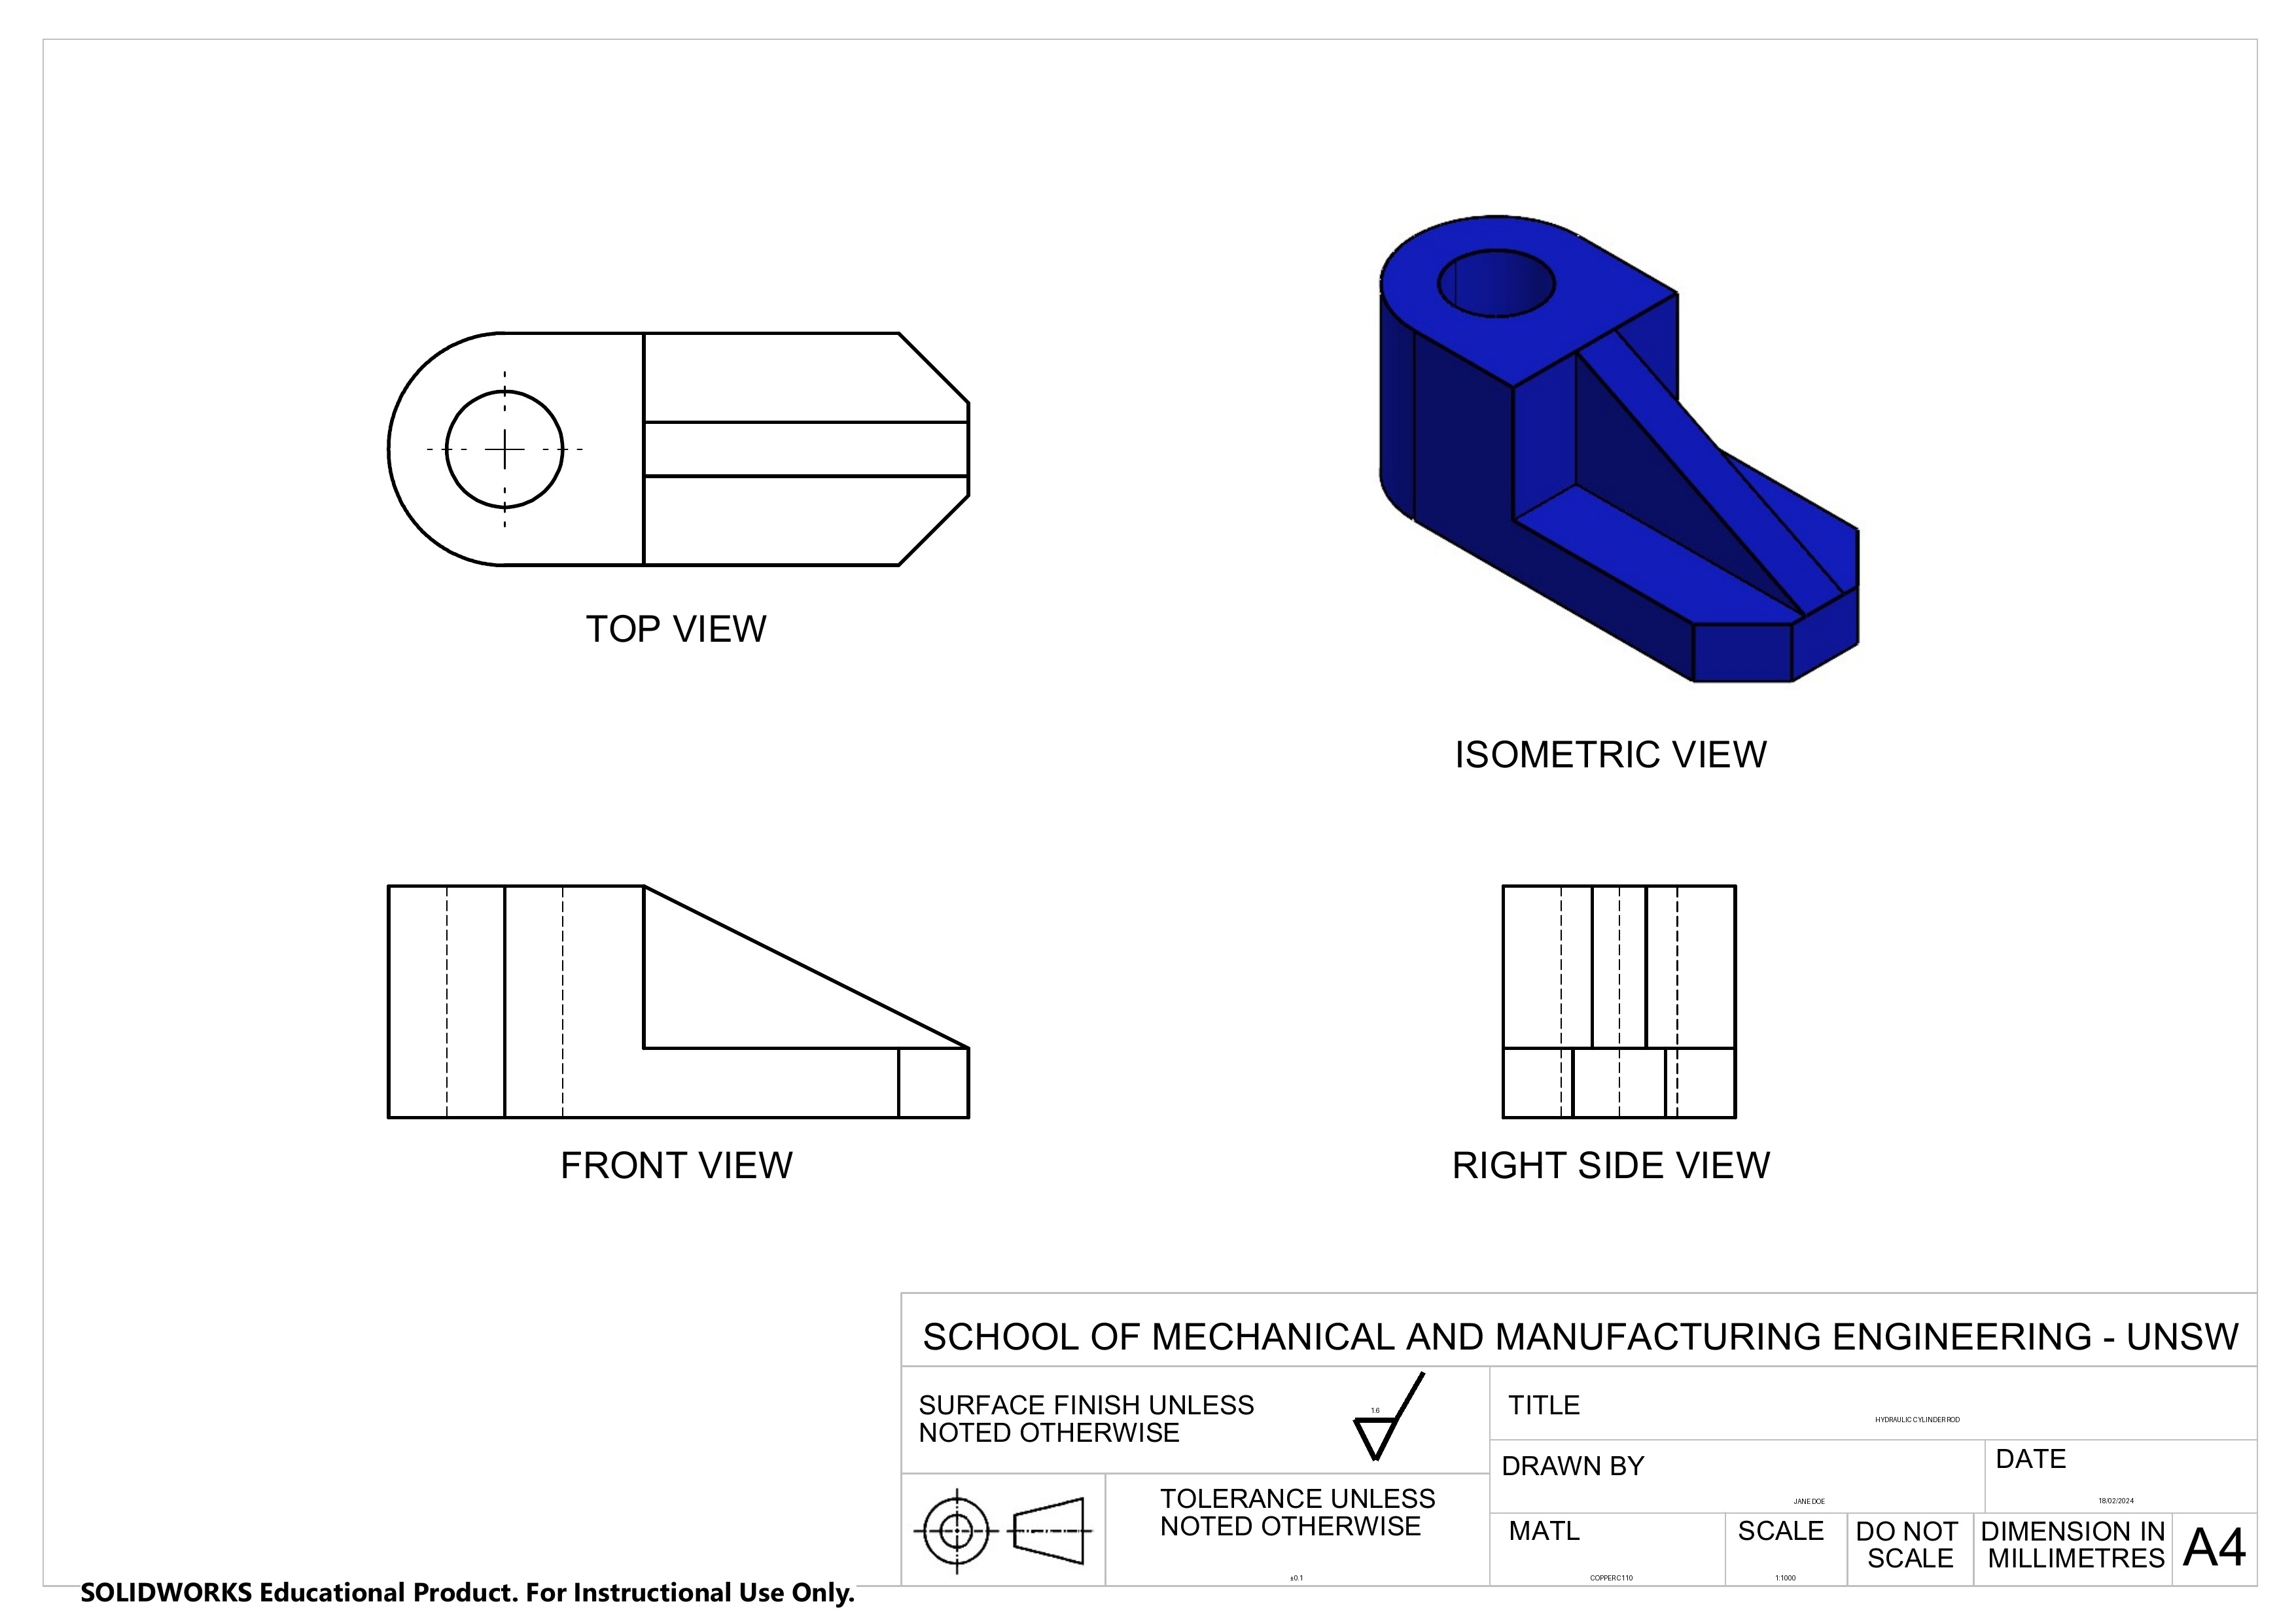 TOP VIEW
ISOMETRIC VIEW
FRONT VIEW
RIGHT SIDE VIEW
SCHOOL OF MECHANICAL AND MANUFACTURING ENGINEERING - UNSW
SURFACE FINISH UNLESS
NOTED OTHERWISE
1.6
TITLE
HYDRAULIC CYLINDER ROD
DRAWN BY
JANE DOE
DATE
18/02/2024
TOLERANCE UNLESS
NOTED OTHERWISE
±0.1
MATL
COPPER C110
SCALE
1:1000
DO NOT
SCALE
DIMENSION IN
MILLIMETRES
A4
SOLIDWORKS Educational Product. For Instructional Use Only.